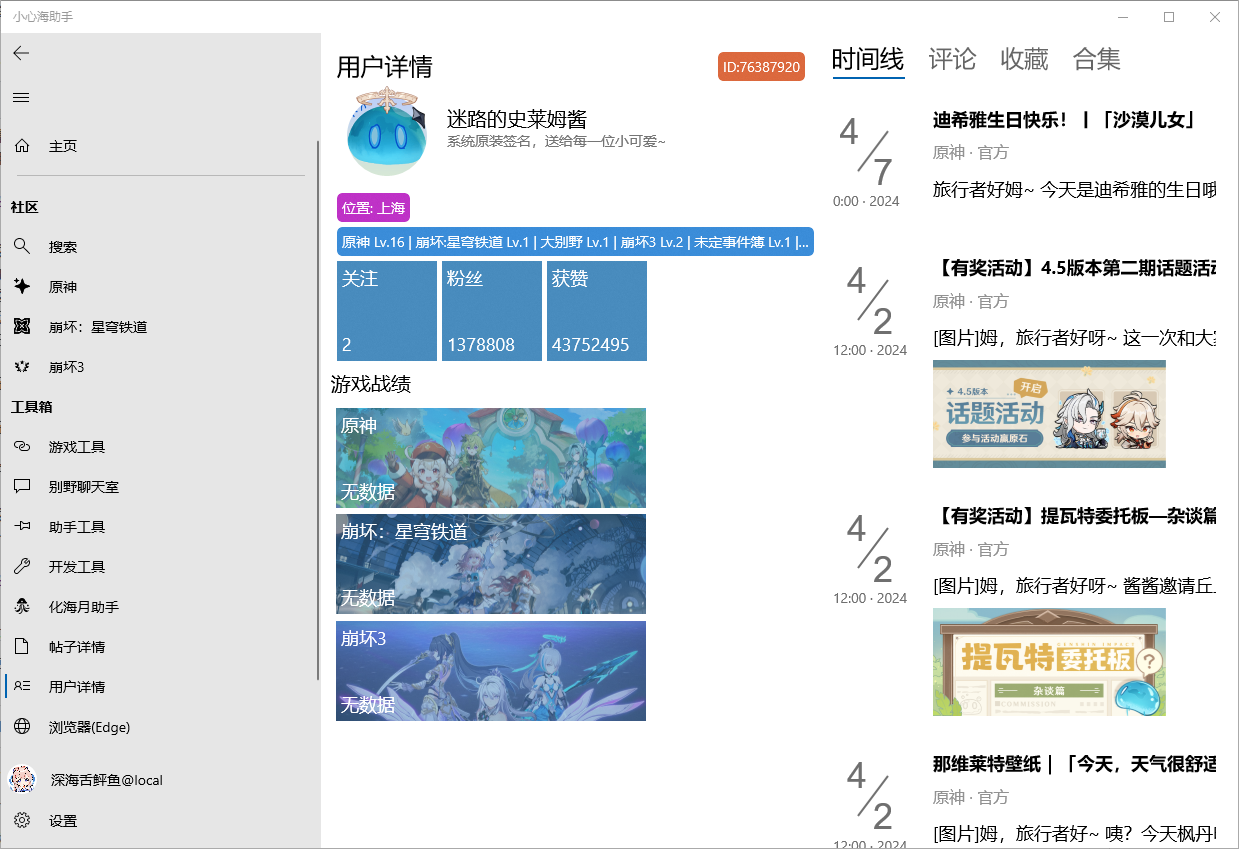 小心海助手
主页
社区
搜索
原神
崩坏：星穹铁道
崩坏3
工具箱
游戏工具
别野聊天室
助手工具
开发工具
化海月助手
帖子详情
用户详情
浏览器(Edge)
深海舌鮃鱼@local
设置
用户详情
ID:76387920
迷路的史莱姆酱
系统原装签名，送给每一位小可爱~
位置: 上海
原神 Lv.16 | 崩坏:星穹铁道 Lv.1 | 大别野 Lv.1 | 崩坏3 Lv.2 | 未定事件簿 Lv.1 |...
关注
2
粉丝
1378808
获赞
43752495
游戏战绩
原神
无数据
崩坏：星穹铁道
无数据
崩坏3
无数据
时间线 评论 收藏 合集
4/7
0:00 · 2024
迪希雅生日快乐！丨「沙漠儿女」
原神 · 官方
旅行者好姆~ 今天是迪希雅的生日哦
4/2
12:00 · 2024
【有奖活动】4.5版本第二期话题活动
原神 · 官方
[图片]姆，旅行者好呀~ 这一次和大家
4.5版本
开启
话题活动
参与活动赢原石
4/2
12:00 · 2024
【有奖活动】提瓦特委托板—杂谈篇
原神 · 官方
[图片]姆，旅行者好呀~ 酱酱邀请丘
GENSHIN IMPACT
提瓦特委托板
?
杂谈篇
COMMISSION
4/2
12:00 · 2024
那维莱特壁纸｜「今天，天气很舒适
原神 · 官方
[图片]姆，旅行者好~ 咦？今天枫丹